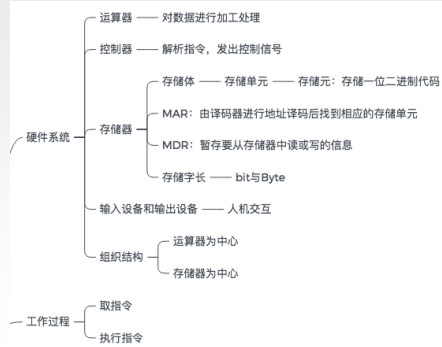 运算器
对数据进行加工处理
控制器
解析指令，发出控制信号
存储体
存储单元
存储元：存储一位二进制代码
MAR：由译码器进行地址译码后找到相应的存储单元
硬件系统
存储器
MDR：暂存要从存储器中读或写的信息
存储字长
bit与Byte
输入设备和输出设备
人机交互
运算器为中心
组织结构
存储器为中心
取指令
工作过程
执行指令